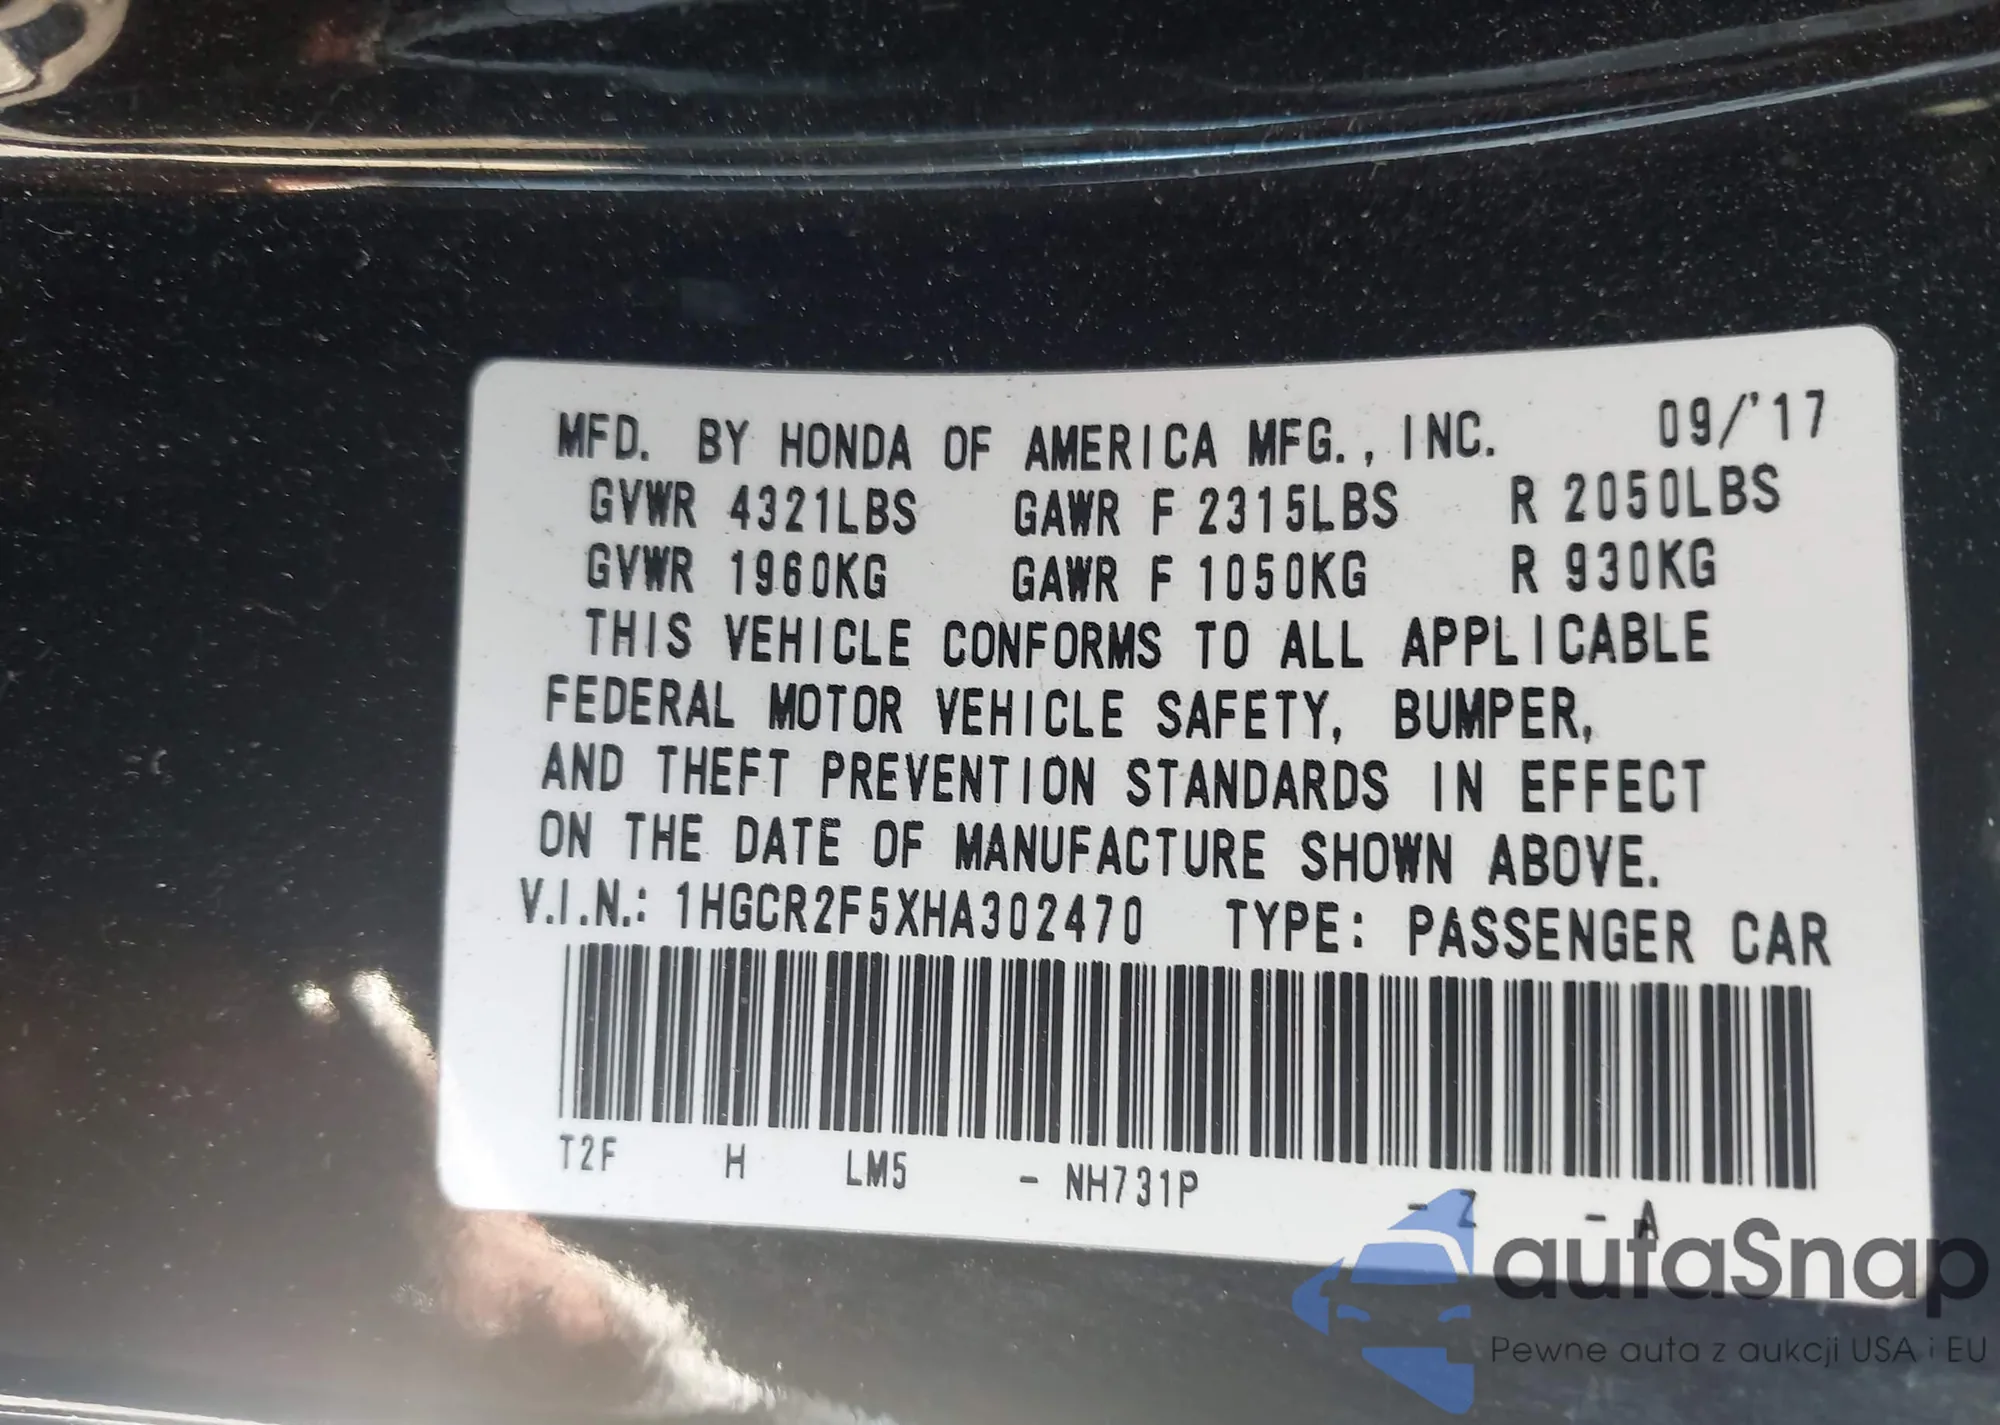 MFD. BY HONDA OF AMERICA MFG., INC. 09/'17
GVWR 4321LBS GAWR F 2315LBS R 2050LBS
GVWR 1960KG GAWR F 1050KG R 930KG
THIS VEHICLE CONFORMS TO ALL APPLICABLE
FEDERAL MOTOR VEHICLE SAFETY, BUMPER,
AND THEFT PREVENTION STANDARDS IN EFFECT
ON THE DATE OF MANUFACTURE SHOWN ABOVE.
V.I.N.: 1HGCR2F5XHA302470 TYPE: PASSENGER CAR
T2F H LM5 - NH731P - Z - A
autaSnap
Pewne auta z aukcji USA i EU